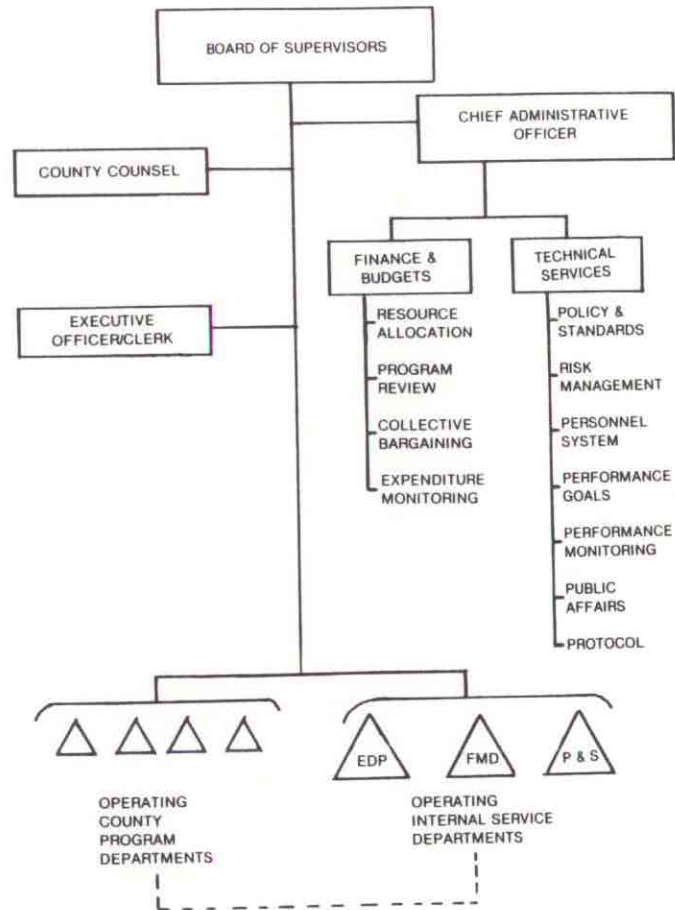 BOARD OF SUPERVISORS
CHIEF ADMINISTRATIVE
OFFICER
COUNTY COUNSEL
FINANCE &
BUDGETS
TECHNICAL
SERVICES
EXECUTIVE
OFFICER/CLERK
RESOURCE
ALLOCATION
PROGRAM
REVIEW
COLLECTIVE
BARGAINING
EXPENDITURE
MONITORING
POLICY &
STANDARDS
RISK
MANAGEMENT
PERSONNEL
SYSTEM
PERFORMANCE
GOALS
PERFORMANCE
MONITORING
PUBLIC
AFFAIRS
PROTOCOL
EDP
FMD
P & S
OPERATING
COUNTY
PROGRAM
DEPARTMENTS
OPERATING
INTERNAL SERVICE
DEPARTMENTS